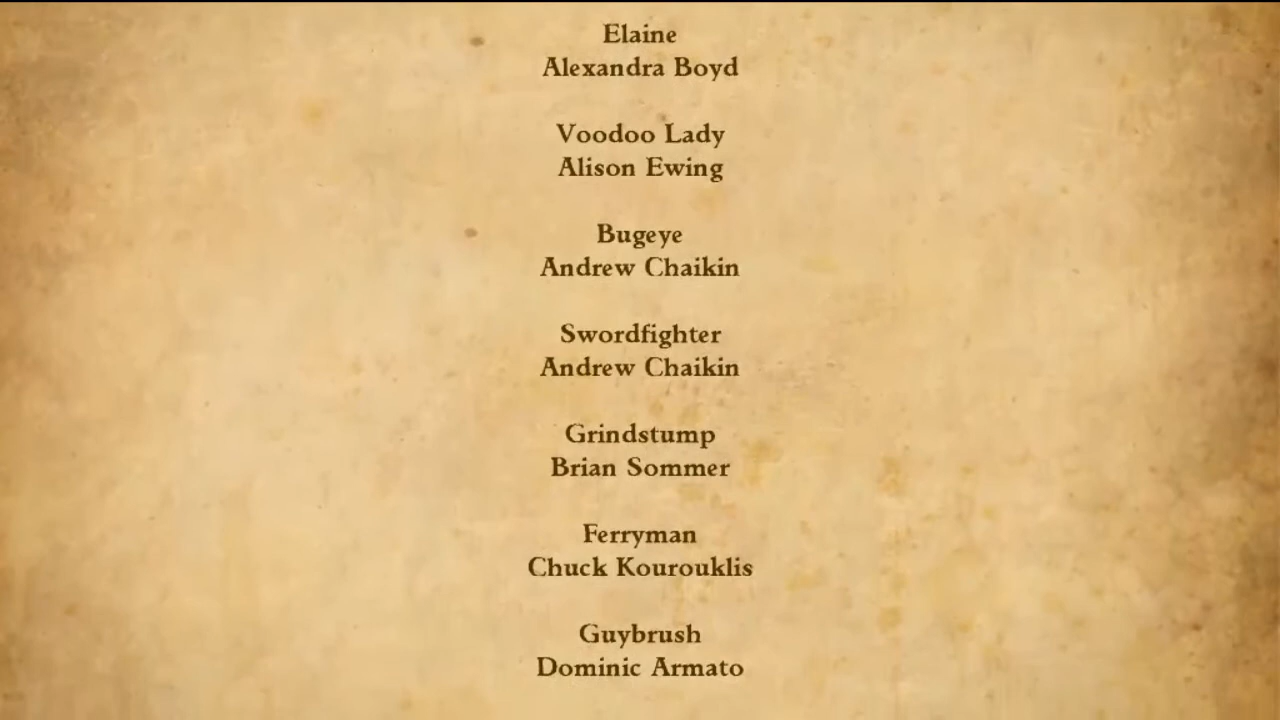 Elaine
Alexandra Boyd
Voodoo Lady
Alison Ewing
Bugeye
Andrew Chaikin
Swordfighter
Andrew Chaikin
Grindstump
Brian Sommer
Ferryman
Chuck Kourouklis
Guybrush
Dominic Armato